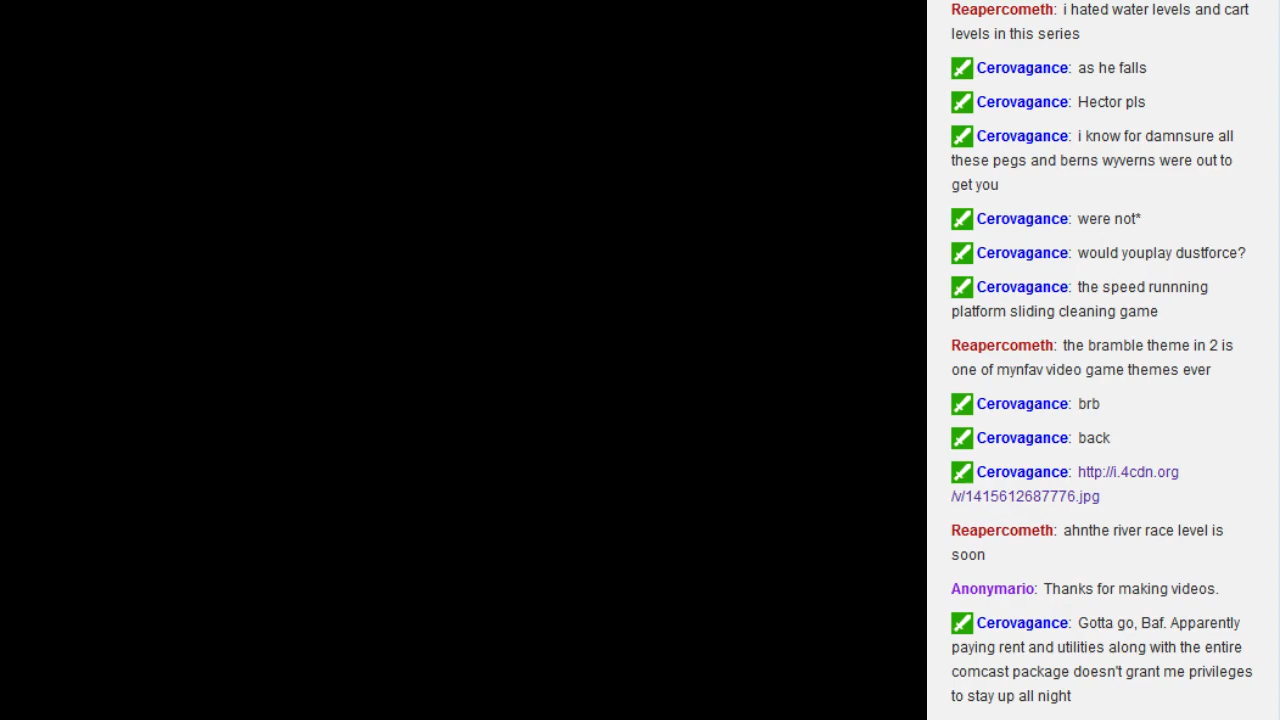 Reapercometh: i hated water levels and cart
levels in this series
Cerovagance: as he falls
Cerovagance: Hector pls
Cerovagance: i know for damnsure all
these pegs and berns wyverns were out to
get you
Cerovagance: were not*
Cerovagance: would youplay dustforce?
Cerovagance: the speed runnning
platform sliding cleaning game
Reapercometh: the bramble theme in 2 is
one of mynfav video game themes ever
Cerovagance: brb
Cerovagance: back
Cerovagance: http://i.4cdn.org
/v/1415612687776.jpg
Reapercometh: ahnthe river race level is
soon
Anonymario: Thanks for making videos.
Cerovagance: Gotta go, Baf. Apparently
paying rent and utilities along with the entire
comcast package doesn't grant me privileges
to stay up all night